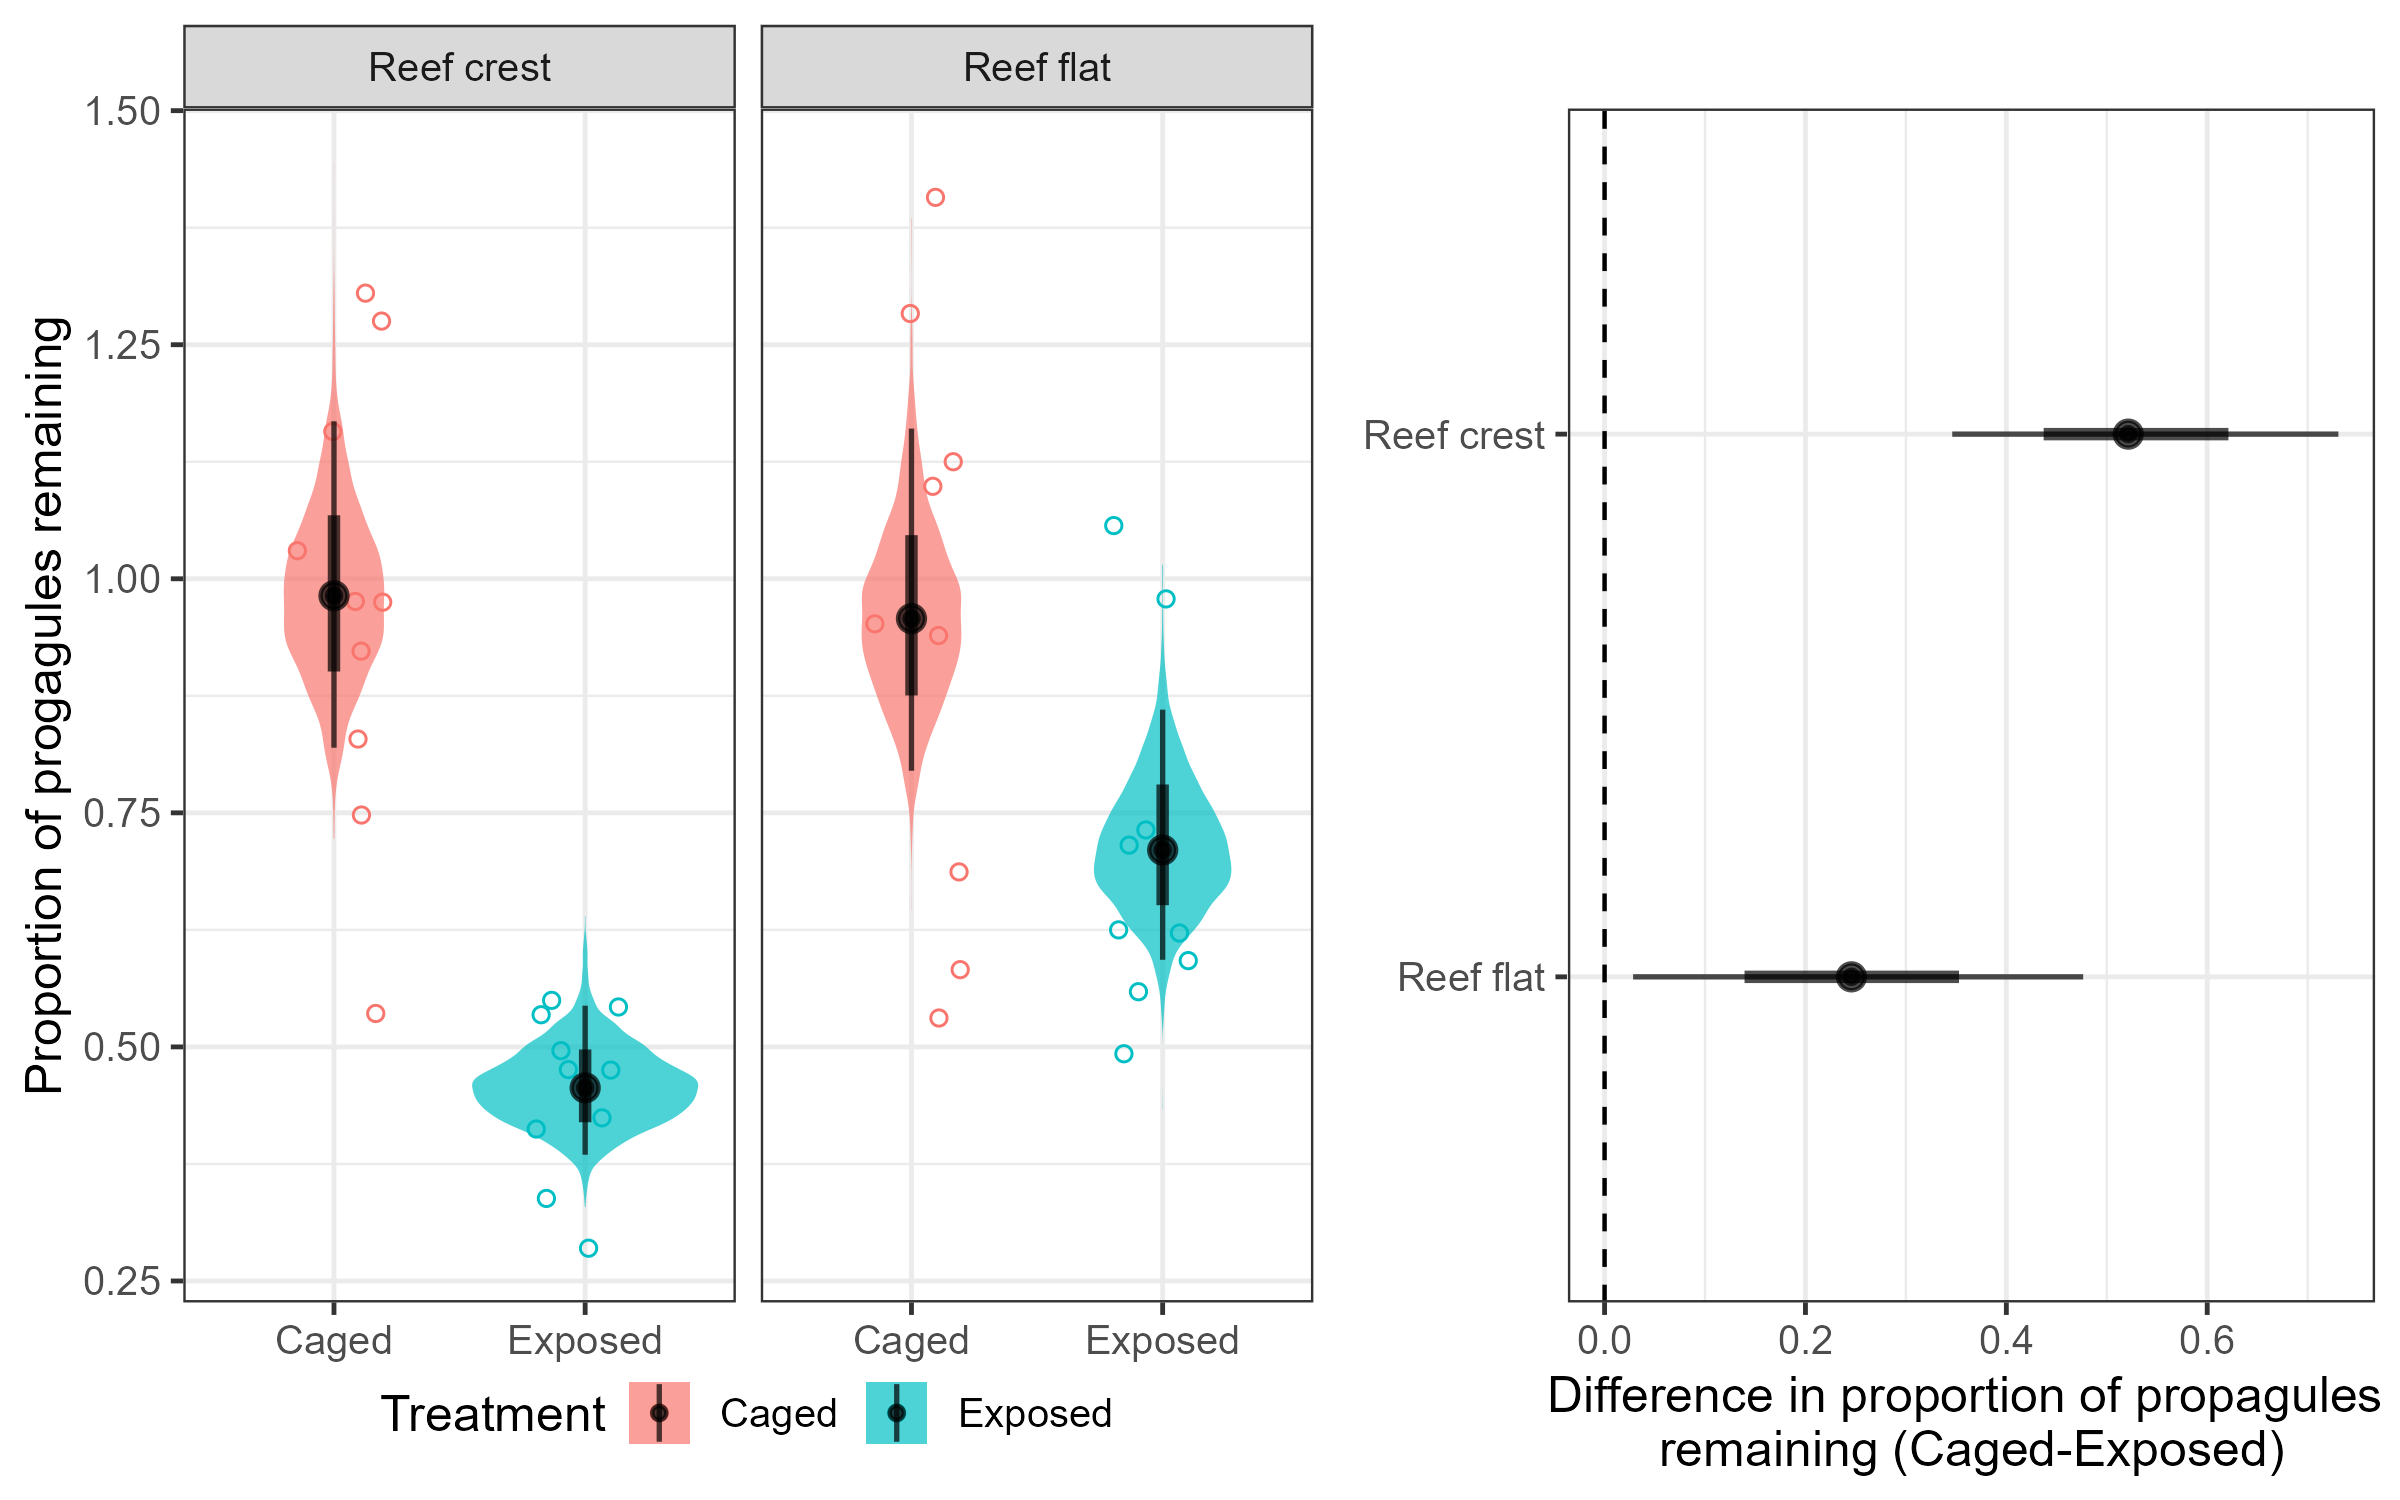 Reef crest
Reef flat
Proportion of progagules remaining
1.50
1.25
1.00
0.75
0.50
0.25
Caged
Exposed
Caged
Exposed
Treatment
Caged
Exposed
Reef crest
Reef flat
0.0
0.2
0.4
0.6
Difference in proportion of propagules
remaining (Caged-Exposed)